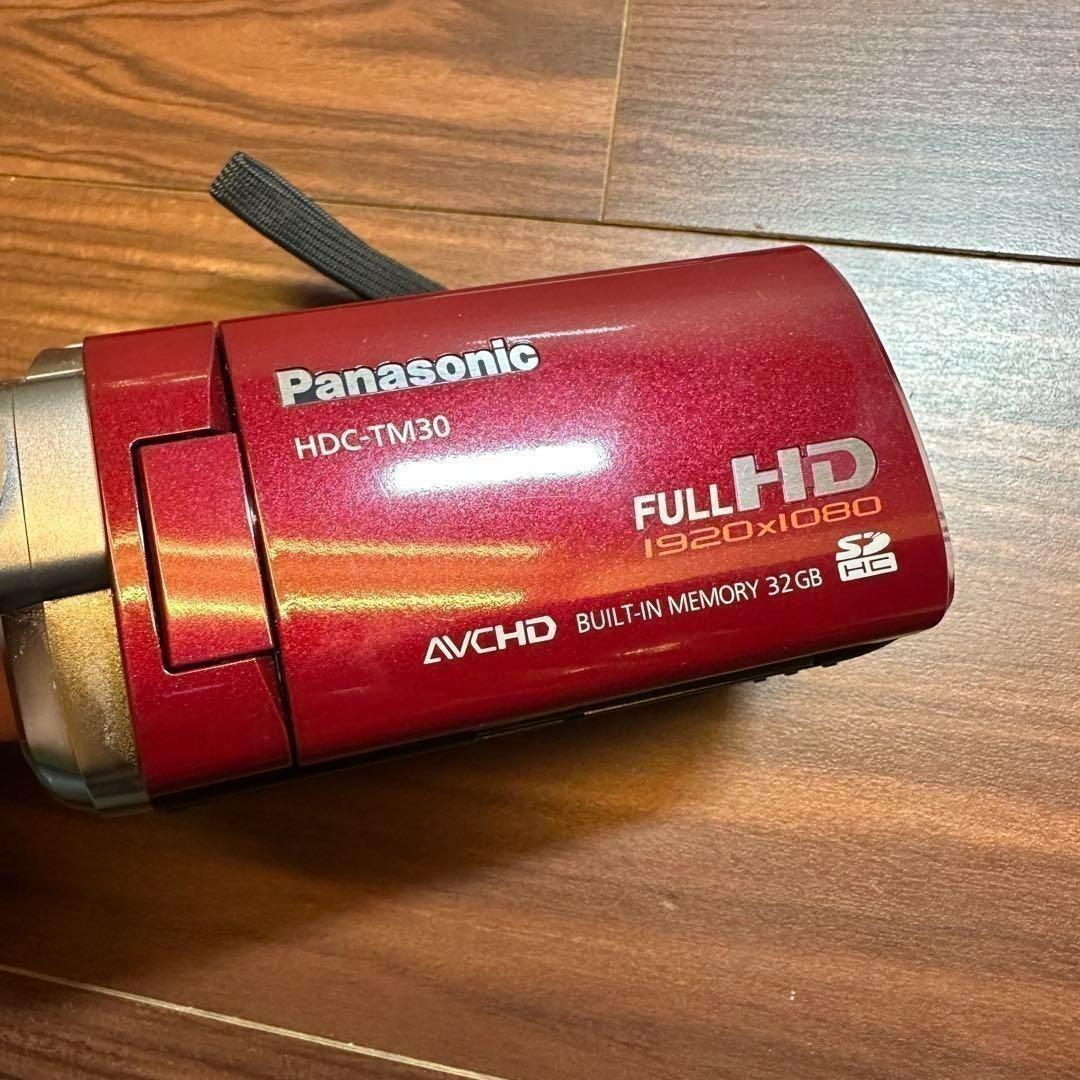 Panasonic
HDC-TM30
FULL HD
1920x1080
SD
HC
AVCHD BUILT-IN MEMORY 32GB